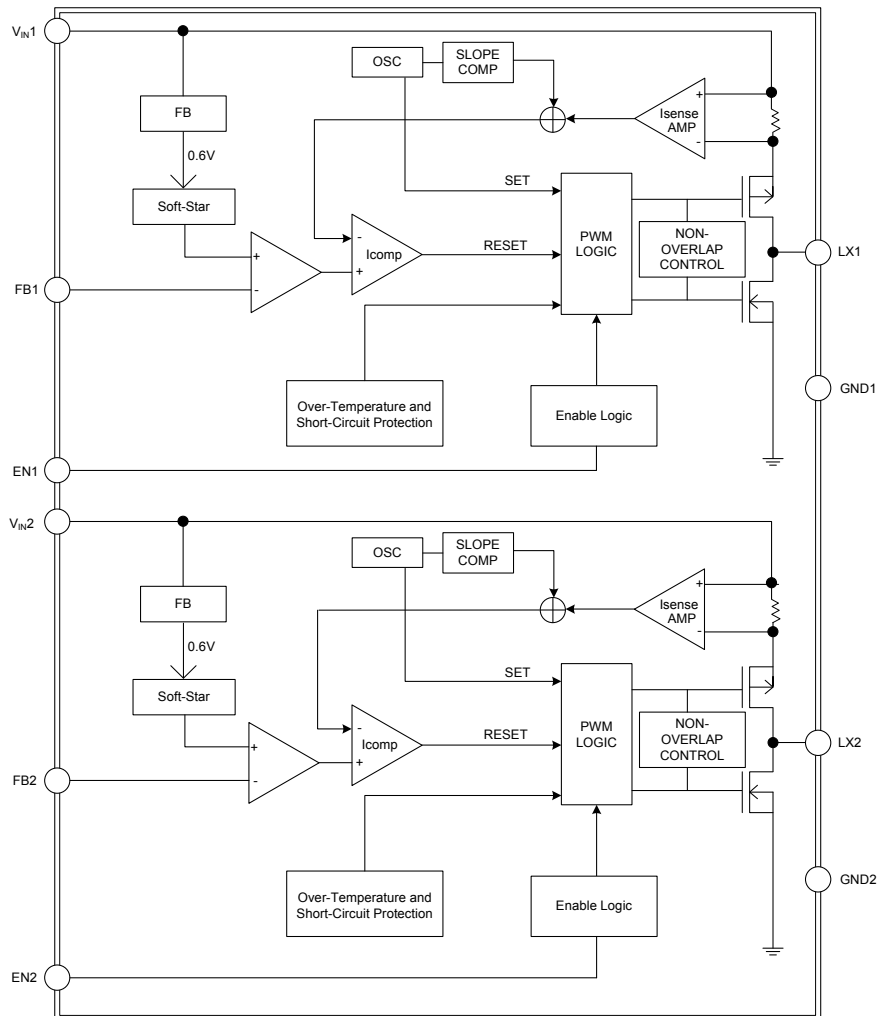 VIN1
OSC
SLOPE
COMP
+
Isense
AMP
-
FB
0.6V
SET
Soft-Star
NON-
OVERLAP
CONTROL
PWM
LOGIC
LX1
-
Icomp
+
RESET
+
-
FB1
GND1
Over-Temperature and
Short-Circuit Protection
Enable Logic
EN1
VIN2
OSC
SLOPE
COMP
+
Isense
AMP
-
FB
0.6V
SET
Soft-Star
NON-
OVERLAP
CONTROL
PWM
LOGIC
LX2
-
Icomp
+
RESET
+
-
FB2
GND2
Over-Temperature and
Short-Circuit Protection
Enable Logic
EN2